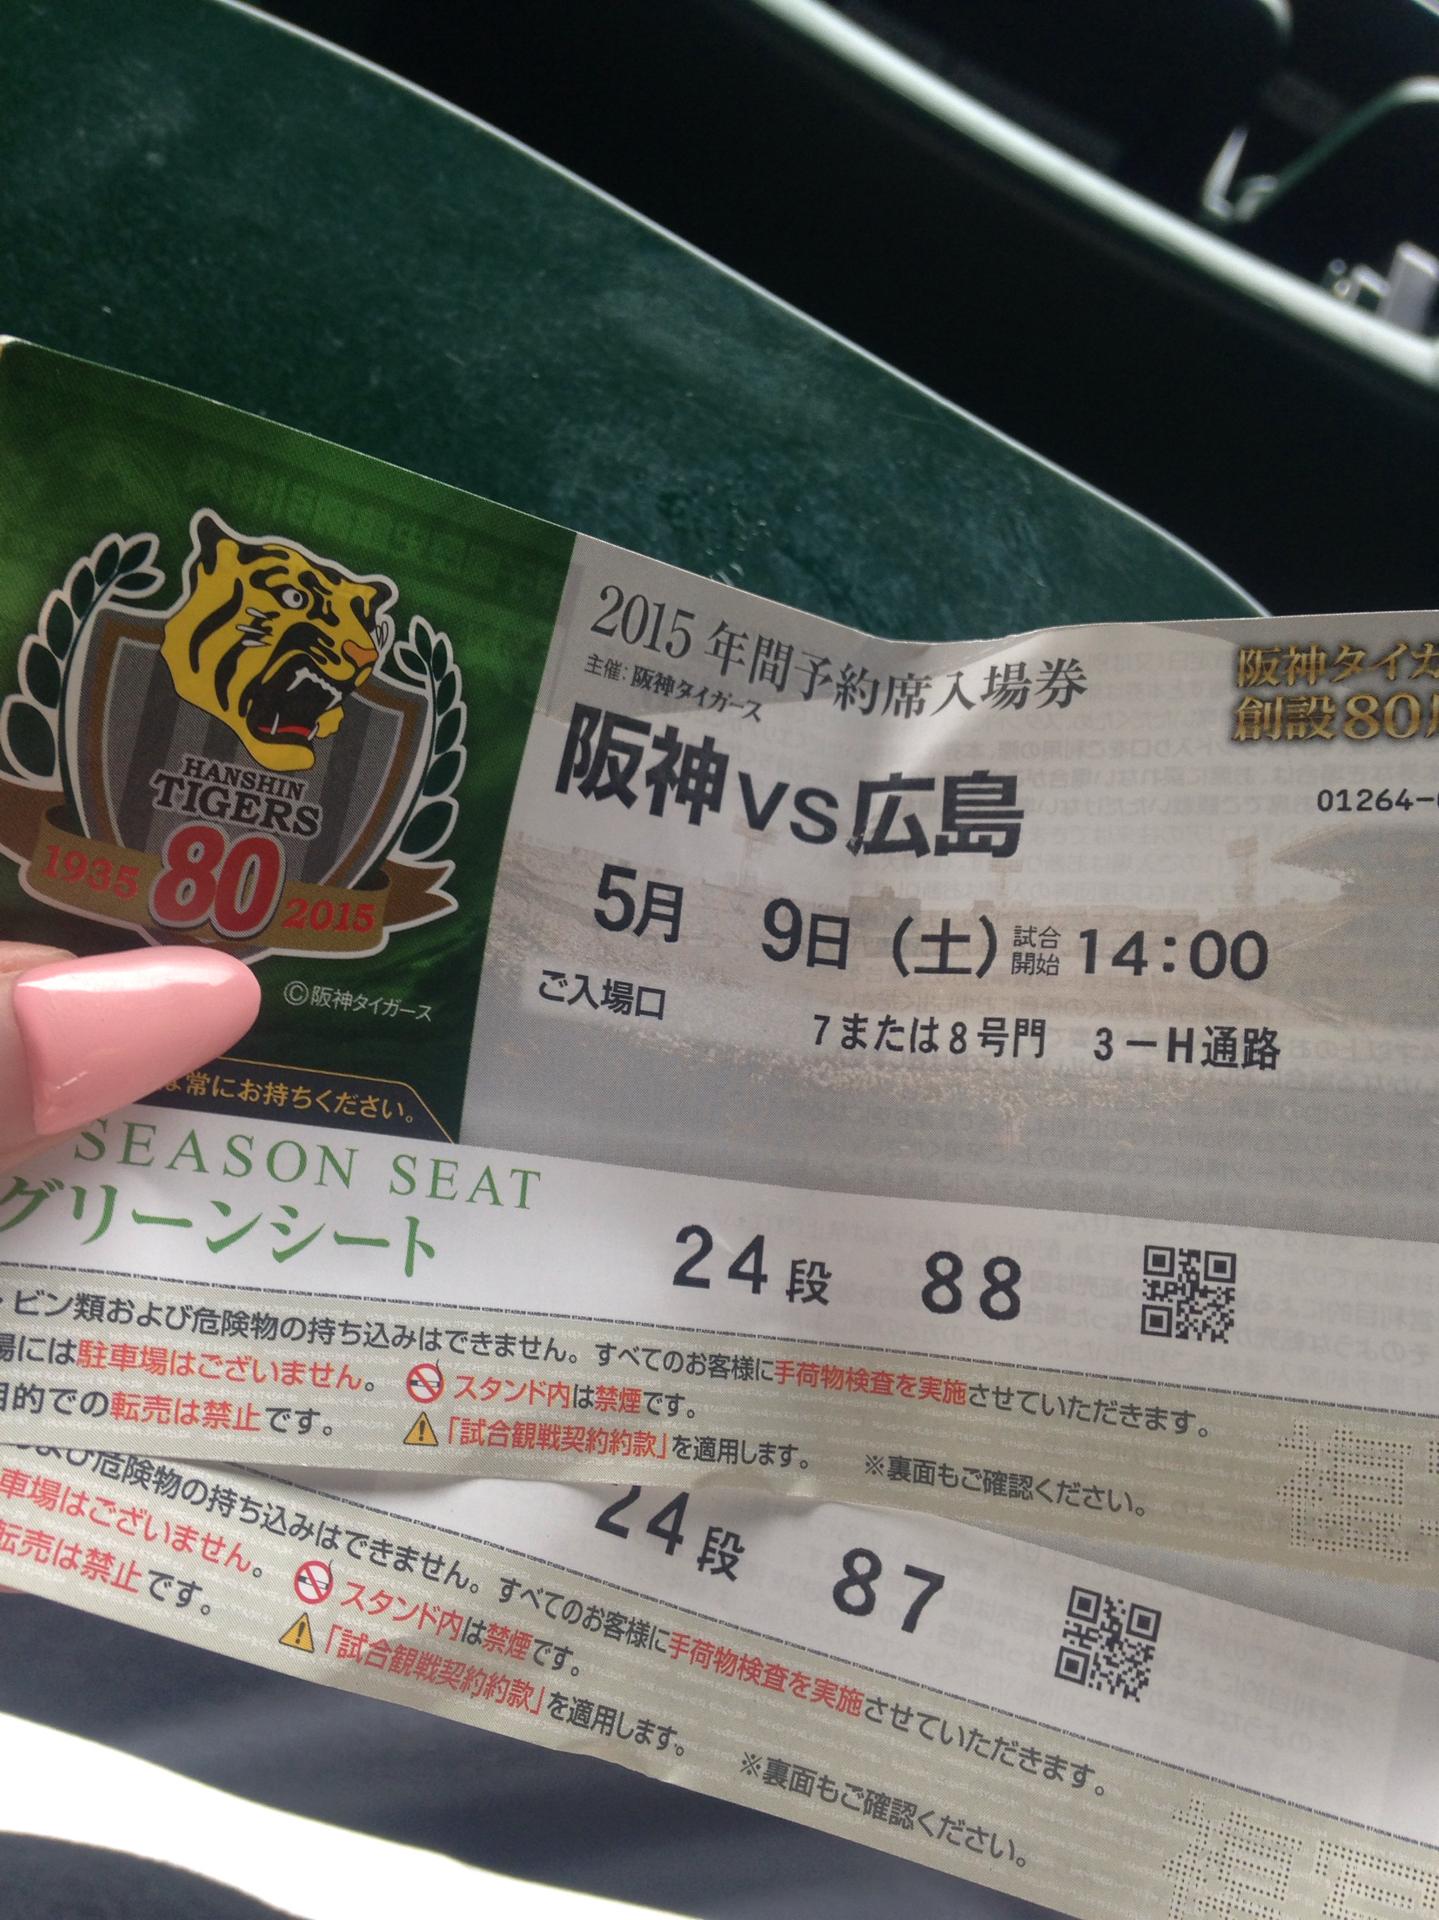 HANSHIN
TIGERS
1935 80 2015
©阪神タイガース
は常にお持ちください。
2015 年間予約席入場券
主催：阪神タイガース
阪神タイガ
創設80
阪神 VS 広島
01264-
5月 9日（土）試合開始 14:00
ご入場口
7または8号門 3-H通路
SEASON SEAT
グリーンシート
24段 88
HANSHIN KOSHIEN STADIUM
ビン類および危険物の持ち込みはできません。すべてのお客様に手荷物検査を実施させていただきます。
場には駐車場はございません。 スタンド内は禁煙です。
目的での転売は禁止です。 「試合観戦契約約款」を適用します。 ※裏面もご確認ください。
24段 87
HANSHIN KOSHIEN STADIUM
および危険物の持ち込みはできません。すべてのお客様に手荷物検査を実施させていただきます。
車場はございません。 スタンド内は禁煙です。
転売は禁止です。 「試合観戦契約約款」を適用します。 ※裏面もご確認ください。